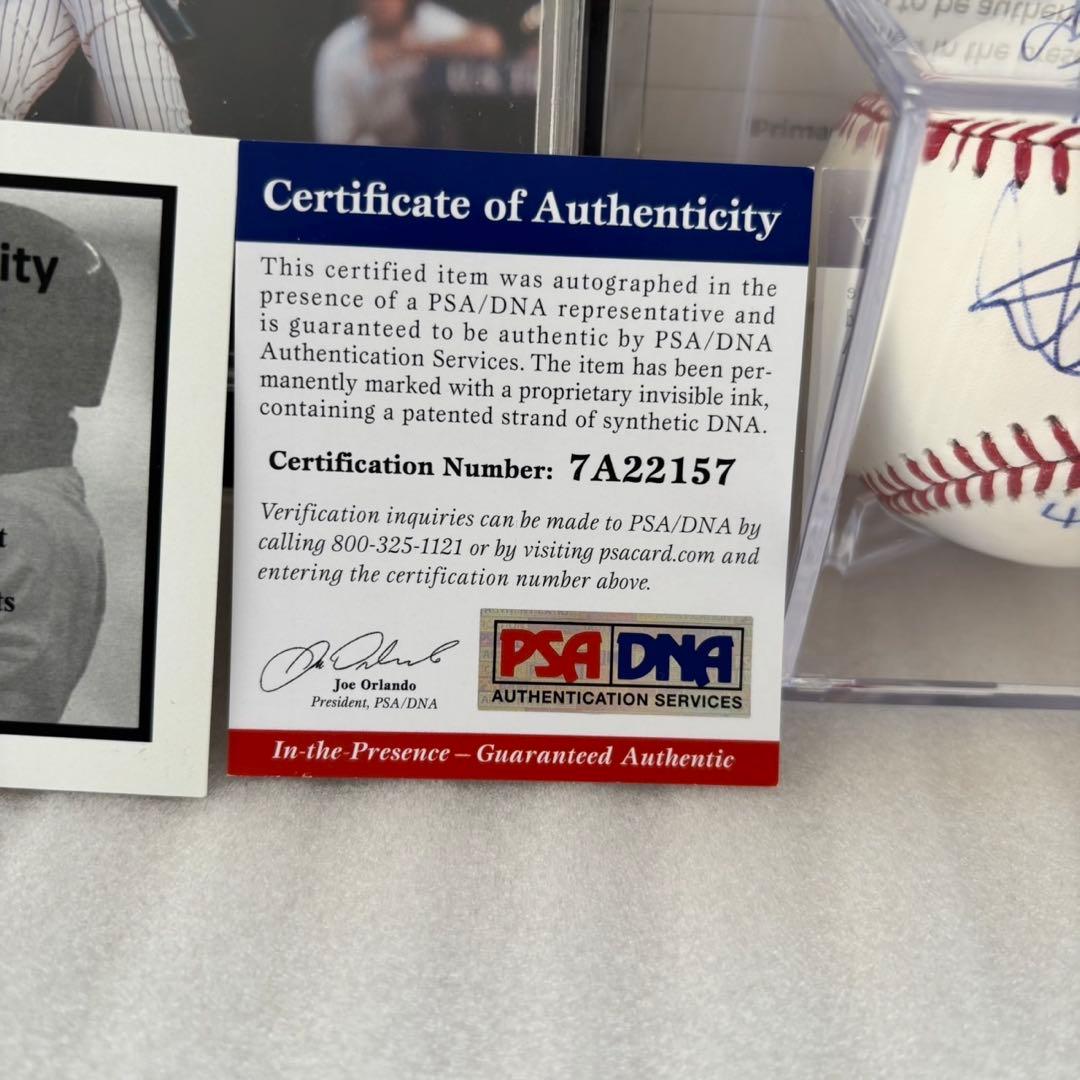 Certificate of Authenticity
This certified item was autographed in the
presence of a PSA/DNA representative and
is guaranteed to be authentic by PSA/DNA
Authentication Services. The item has been per-
manently marked with a proprietary invisible ink,
containing a patented strand of synthetic DNA.
Certification Number: 7A22157
Verification inquiries can be made to PSA/DNA by
calling 800-325-1121 or by visiting psacard.com and
entering the certification number above.
Joe Orlando
President, PSA/DNA
PSA DNA
AUTHENTICATION SERVICES
In-the-Presence – Guaranteed Authentic
ity
t
ts